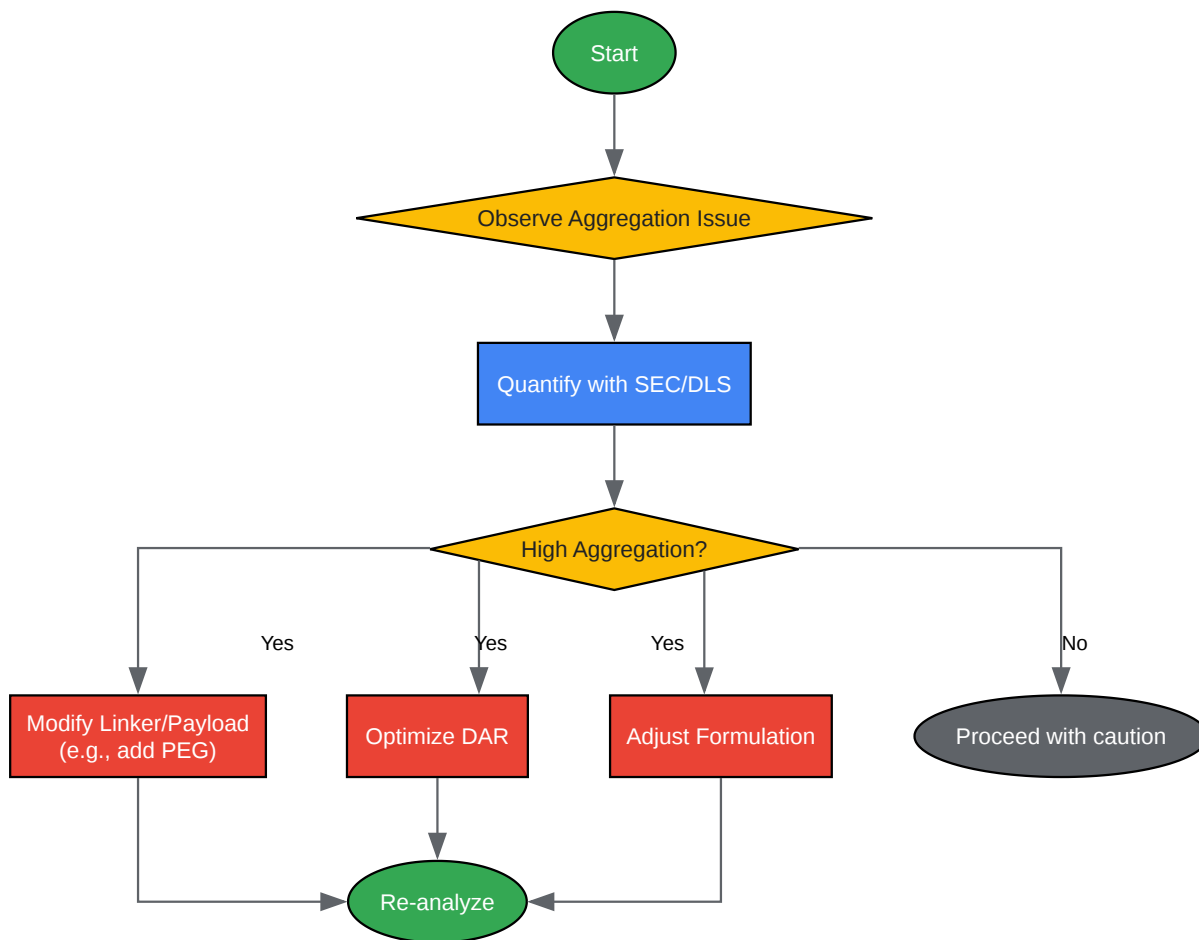 Start
Observe Aggregation Issue
Quantify with SEC/DLS
High Aggregation?
Yes
Yes
Yes
No
Modify Linker/Payload
(e.g., add PEG)
Optimize DAR
Adjust Formulation
Proceed with caution
Re-analyze